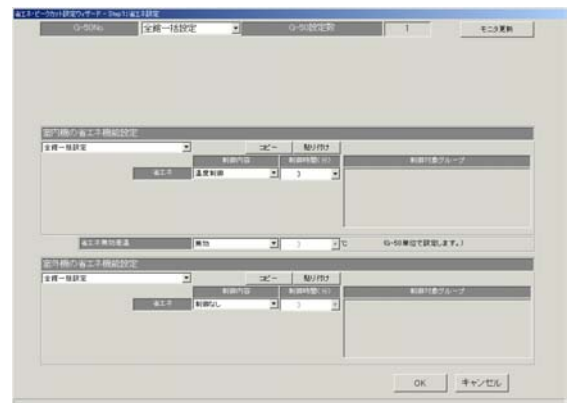 省エネ・ピークカット設定ウィザード - Step1:省エネ設定
G-50No 全館一括設定 G-50設定数 1 モニタ更新
室内機の省エネ機能設定
全館一括設定 コピー 貼り付け
制御内容 制御時間(分) 制御対象グループ
省エネ 温度制御 3
省エネ無効差温 無効 3 ℃ (G-50単位で設定します。)
室外機の省エネ機能設定
全館一括設定 コピー 貼り付け
制御内容 制御時間(分) 制御対象グループ
省エネ 制御なし 3
OK キャンセル